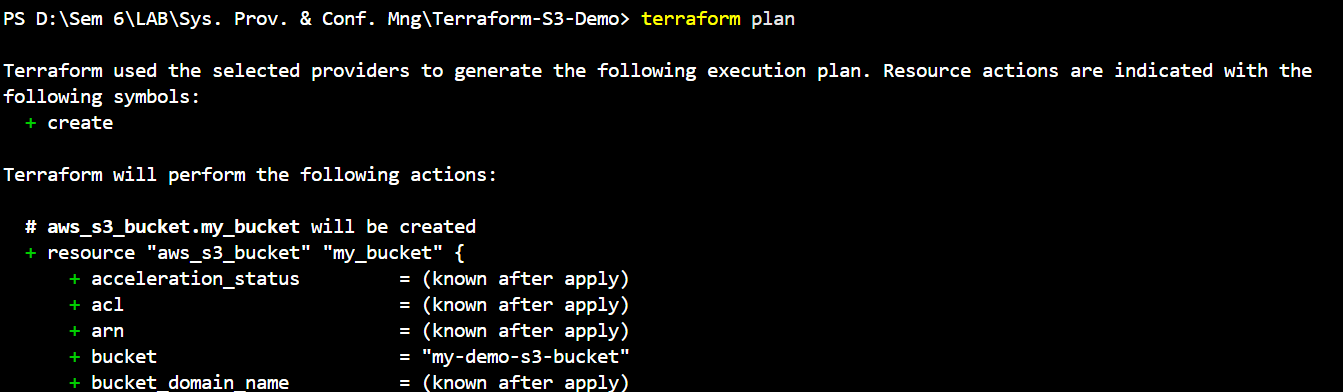 PS D:\Sem 6\LAB\Sys. Prov. & Conf. Mng\Terraform-S3-Demo> terraform plan
Terraform used the selected providers to generate the following execution plan. Resource actions are indicated with the
following symbols:
  + create
Terraform will perform the following actions:
  # aws_s3_bucket.my_bucket will be created
  + resource "aws_s3_bucket" "my_bucket" {
      + acceleration_status         = (known after apply)
      + acl                         = (known after apply)
      + arn                         = (known after apply)
      + bucket                      = "my-demo-s3-bucket"
      + bucket_domain_name          = (known after apply)